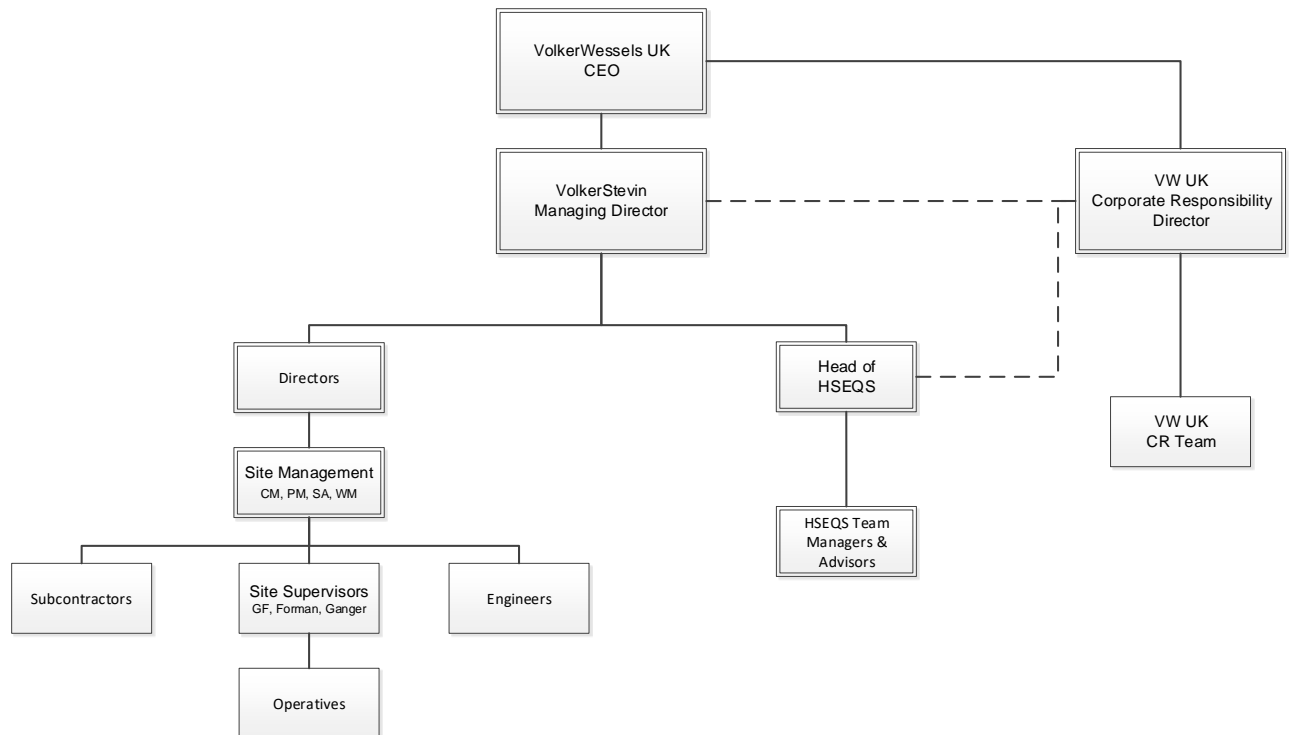 VolkerWessels UK
CEO
VolkerStevin
Managing Director
VW UK
Corporate Responsibility
Director
Directors
Head of
HSEQS
VW UK
CR Team
Site Management
CM, PM, SA, WM
HSEQS Team
Managers &
Advisors
Subcontractors
Site Supervisors
GF, Forman, Ganger
Engineers
Operatives